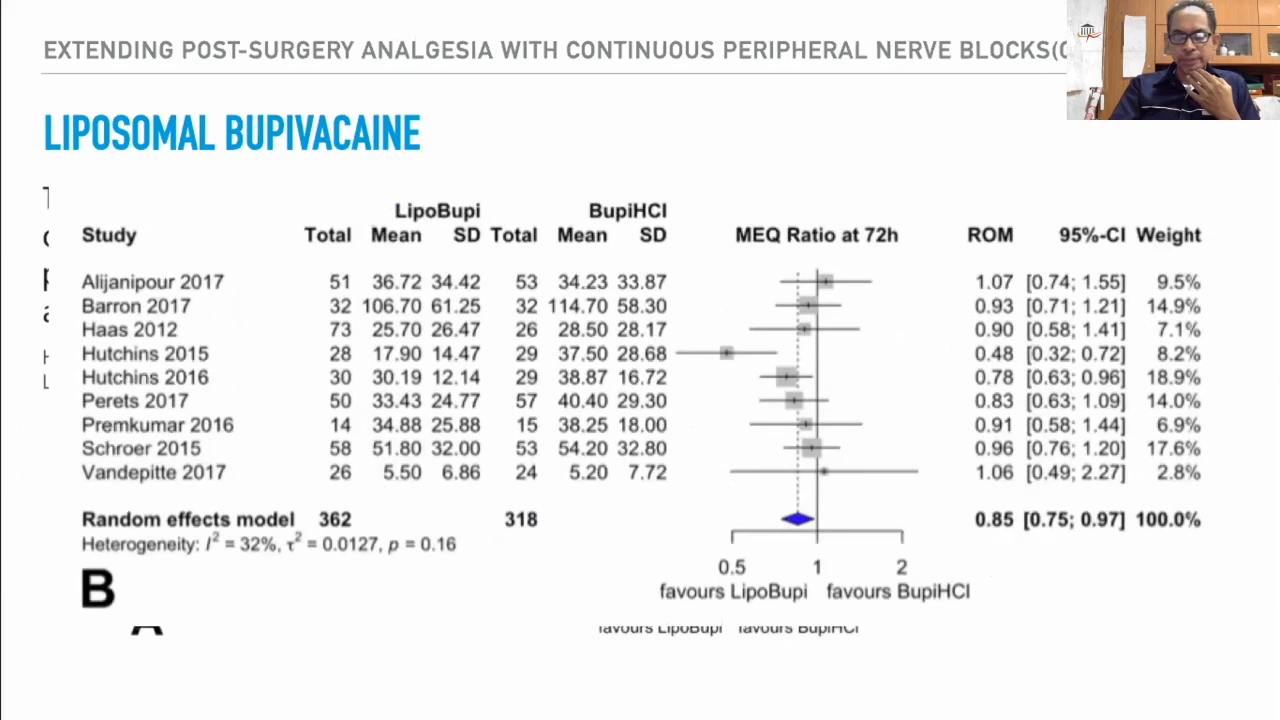 EXTENDING POST-SURGERY ANALGESIA WITH CONTINUOUS PERIPHERAL NERVE BLOCKS(
LIPOSOMAL BUPIVACAINE
LipoBupi BupiHCl
Study Total Mean SD Total Mean SD MEQ Ratio at 72h ROM 95%-CI Weight
Alijanipour 2017 51 36.72 34.42 53 34.23 33.87 1.07 [0.74; 1.55] 9.5%
Barron 2017 32 106.70 61.25 32 114.70 58.30 0.93 [0.71; 1.21] 14.9%
Haas 2012 73 25.70 26.47 26 28.50 28.17 0.90 [0.58; 1.41] 7.1%
Hutchins 2015 28 17.90 14.47 29 37.50 28.68 0.48 [0.32; 0.72] 8.2%
Hutchins 2016 30 30.19 12.14 29 38.87 16.72 0.78 [0.63; 0.96] 18.9%
Perets 2017 50 33.43 24.77 57 40.40 29.30 0.83 [0.63; 1.09] 14.0%
Premkumar 2016 14 34.88 25.88 15 38.25 18.00 0.91 [0.58; 1.44] 6.9%
Schroer 2015 58 51.80 32.00 53 54.20 32.80 0.96 [0.76; 1.20] 17.6%
Vandepitte 2017 26 5.50 6.86 24 5.20 7.72 1.06 [0.49; 2.27] 2.8%
Random effects model 362 318 0.85 [0.75; 0.97] 100.0%
Heterogeneity: I² = 32%, τ² = 0.0127, p = 0.16
0.5 1 2
favours LipoBupi favours BupiHCl
B
favours LipoBupi favours BupiHCl